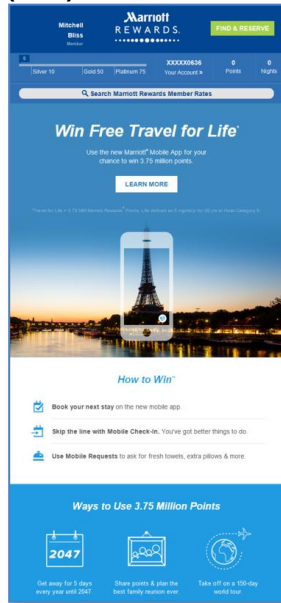 Mitchell
Bliss
Member
Marriott
REWARDS.
FIND & RESERVE
0
Silver 10
Gold 50
Platinum 75
XXXXX0636
Your Account »
0
Points
0
Nights
Search Marriott Rewards Member Rates
Win Free Travel for Life*
Use the new Marriott® Mobile App for your
chance to win 3.75 million points.
LEARN MORE
How to Win
Book your next stay on the new mobile app.
Skip the line with Mobile Check-In. You've got better things to do.
Use Mobile Requests to ask for fresh towels, extra pillows & more.
Ways to Use 3.75 Million Points
2047
Get away for 5 days
every year until 2047.
Share points & plan the
best family reunion ever.
Take off on a 150-day
world tour.